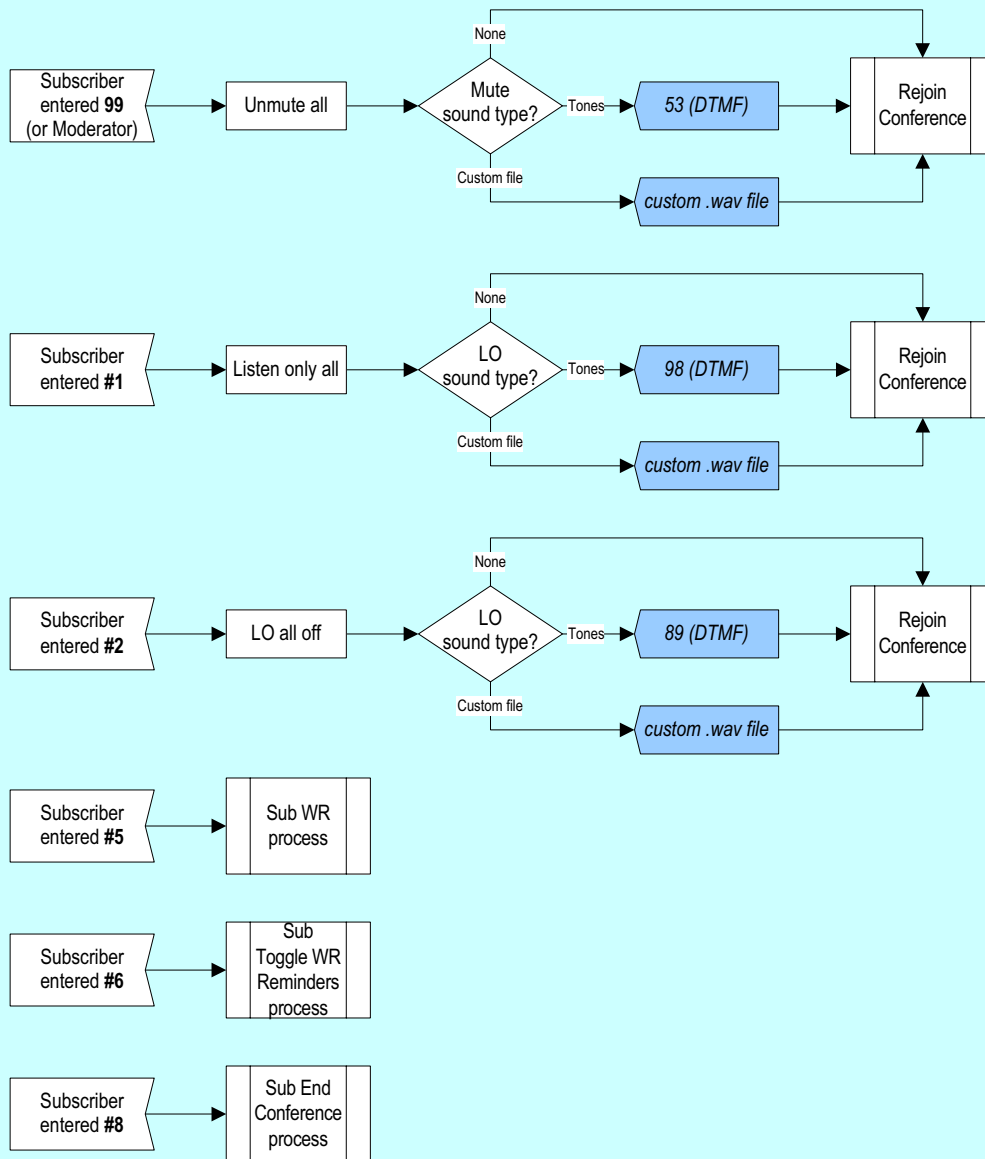 None
Subscriber
entered 99
(or Moderator)
Unmute all
Mute
sound type?
Tones
53 (DTMF)
Rejoin
Conference
Custom file
custom .wav file
None
Subscriber
entered #1
Listen only all
LO
sound type?
Tones
98 (DTMF)
Rejoin
Conference
Custom file
custom .wav file
None
Subscriber
entered #2
LO all off
LO
sound type?
Tones
89 (DTMF)
Rejoin
Conference
Custom file
custom .wav file
Subscriber
entered #5
Sub WR
process
Subscriber
entered #6
Sub
Toggle WR
Reminders
process
Subscriber
entered #8
Sub End
Conference
process